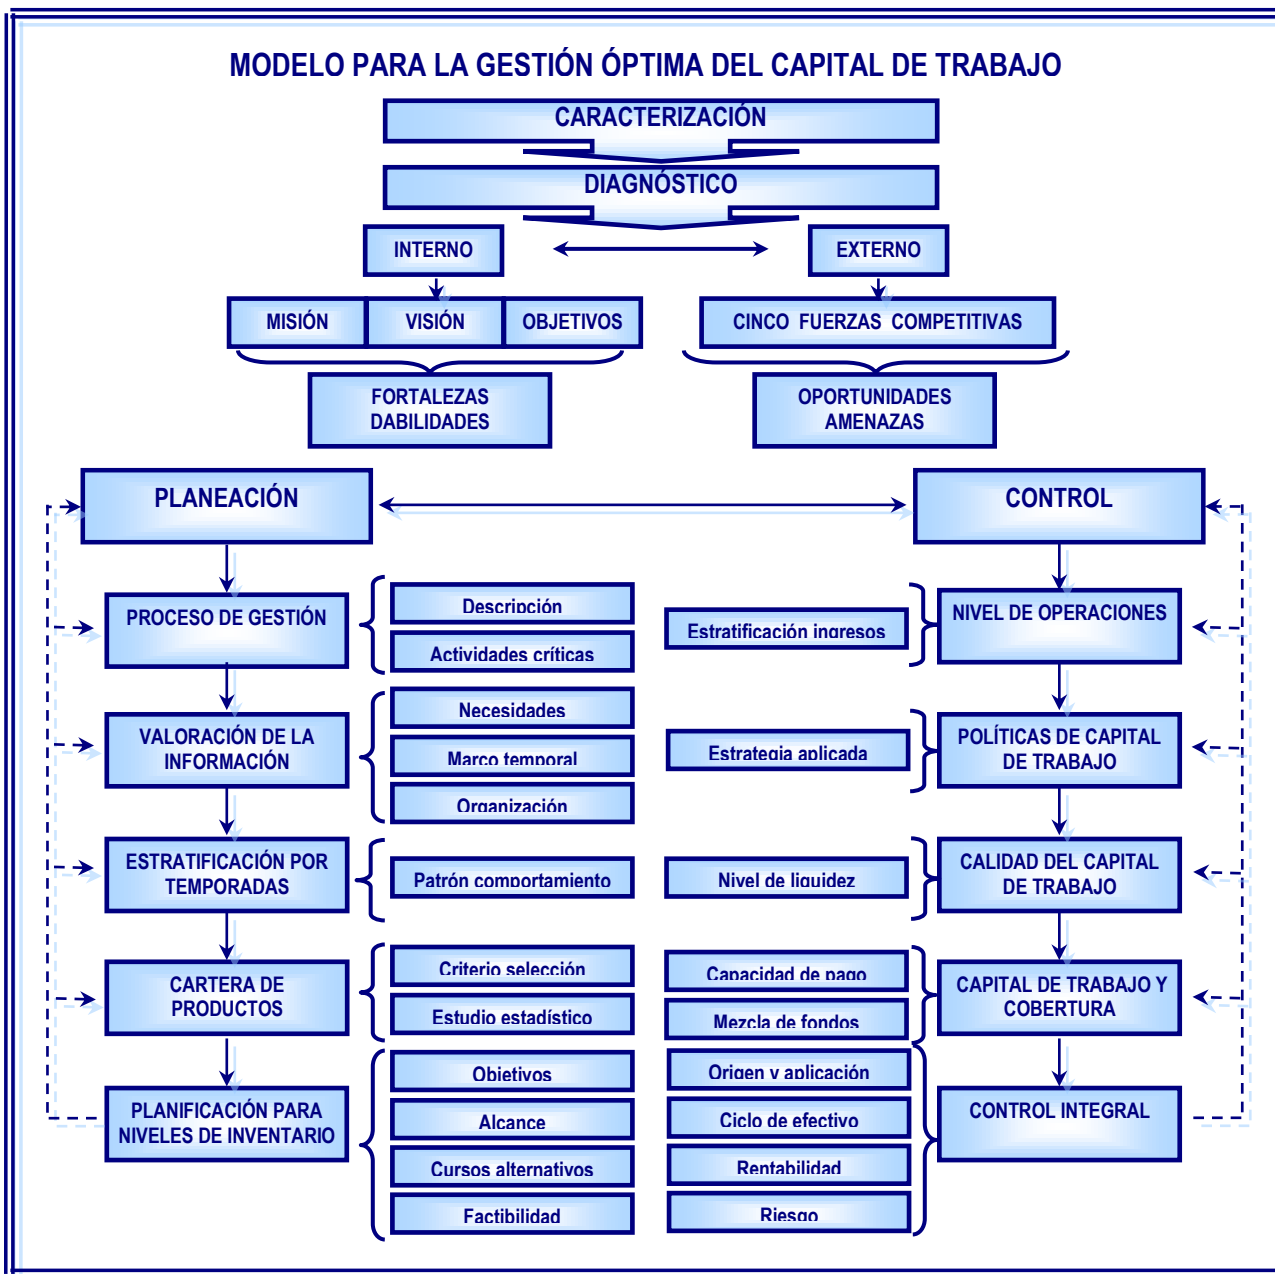 MODELO PARA LA GESTIÓN ÓPTIMA DEL CAPITAL DE TRABAJO
CARACTERIZACIÓN
DIAGNÓSTICO
INTERNO
EXTERNO
MISIÓN
VISIÓN
OBJETIVOS
CINCO FUERZAS COMPETITIVAS
FORTALEZAS
DABILIDADES
OPORTUNIDADES
AMENAZAS
PLANEACIÓN
CONTROL
PROCESO DE GESTIÓN
Descripción
Actividades críticas
VALORACIÓN DE LA
INFORMACIÓN
Necesidades
Marco temporal
Organización
ESTRATIFICACIÓN POR
TEMPORADAS
Patrón comportamiento
CARTERA DE
PRODUCTOS
Criterio selección
Estudio estadístico
PLANIFICACIÓN PARA
NIVELES DE INVENTARIO
Objetivos
Alcance
Cursos alternativos
Factibilidad
Estratificación ingresos
NIVEL DE OPERACIONES
Estrategia aplicada
POLÍTICAS DE CAPITAL
DE TRABAJO
Nivel de liquidez
CALIDAD DEL CAPITAL
DE TRABAJO
Capacidad de pago
Mezcla de fondos
CAPITAL DE TRABAJO Y
COBERTURA
Origen y aplicación
Ciclo de efectivo
Rentabilidad
Riesgo
CONTROL INTEGRAL